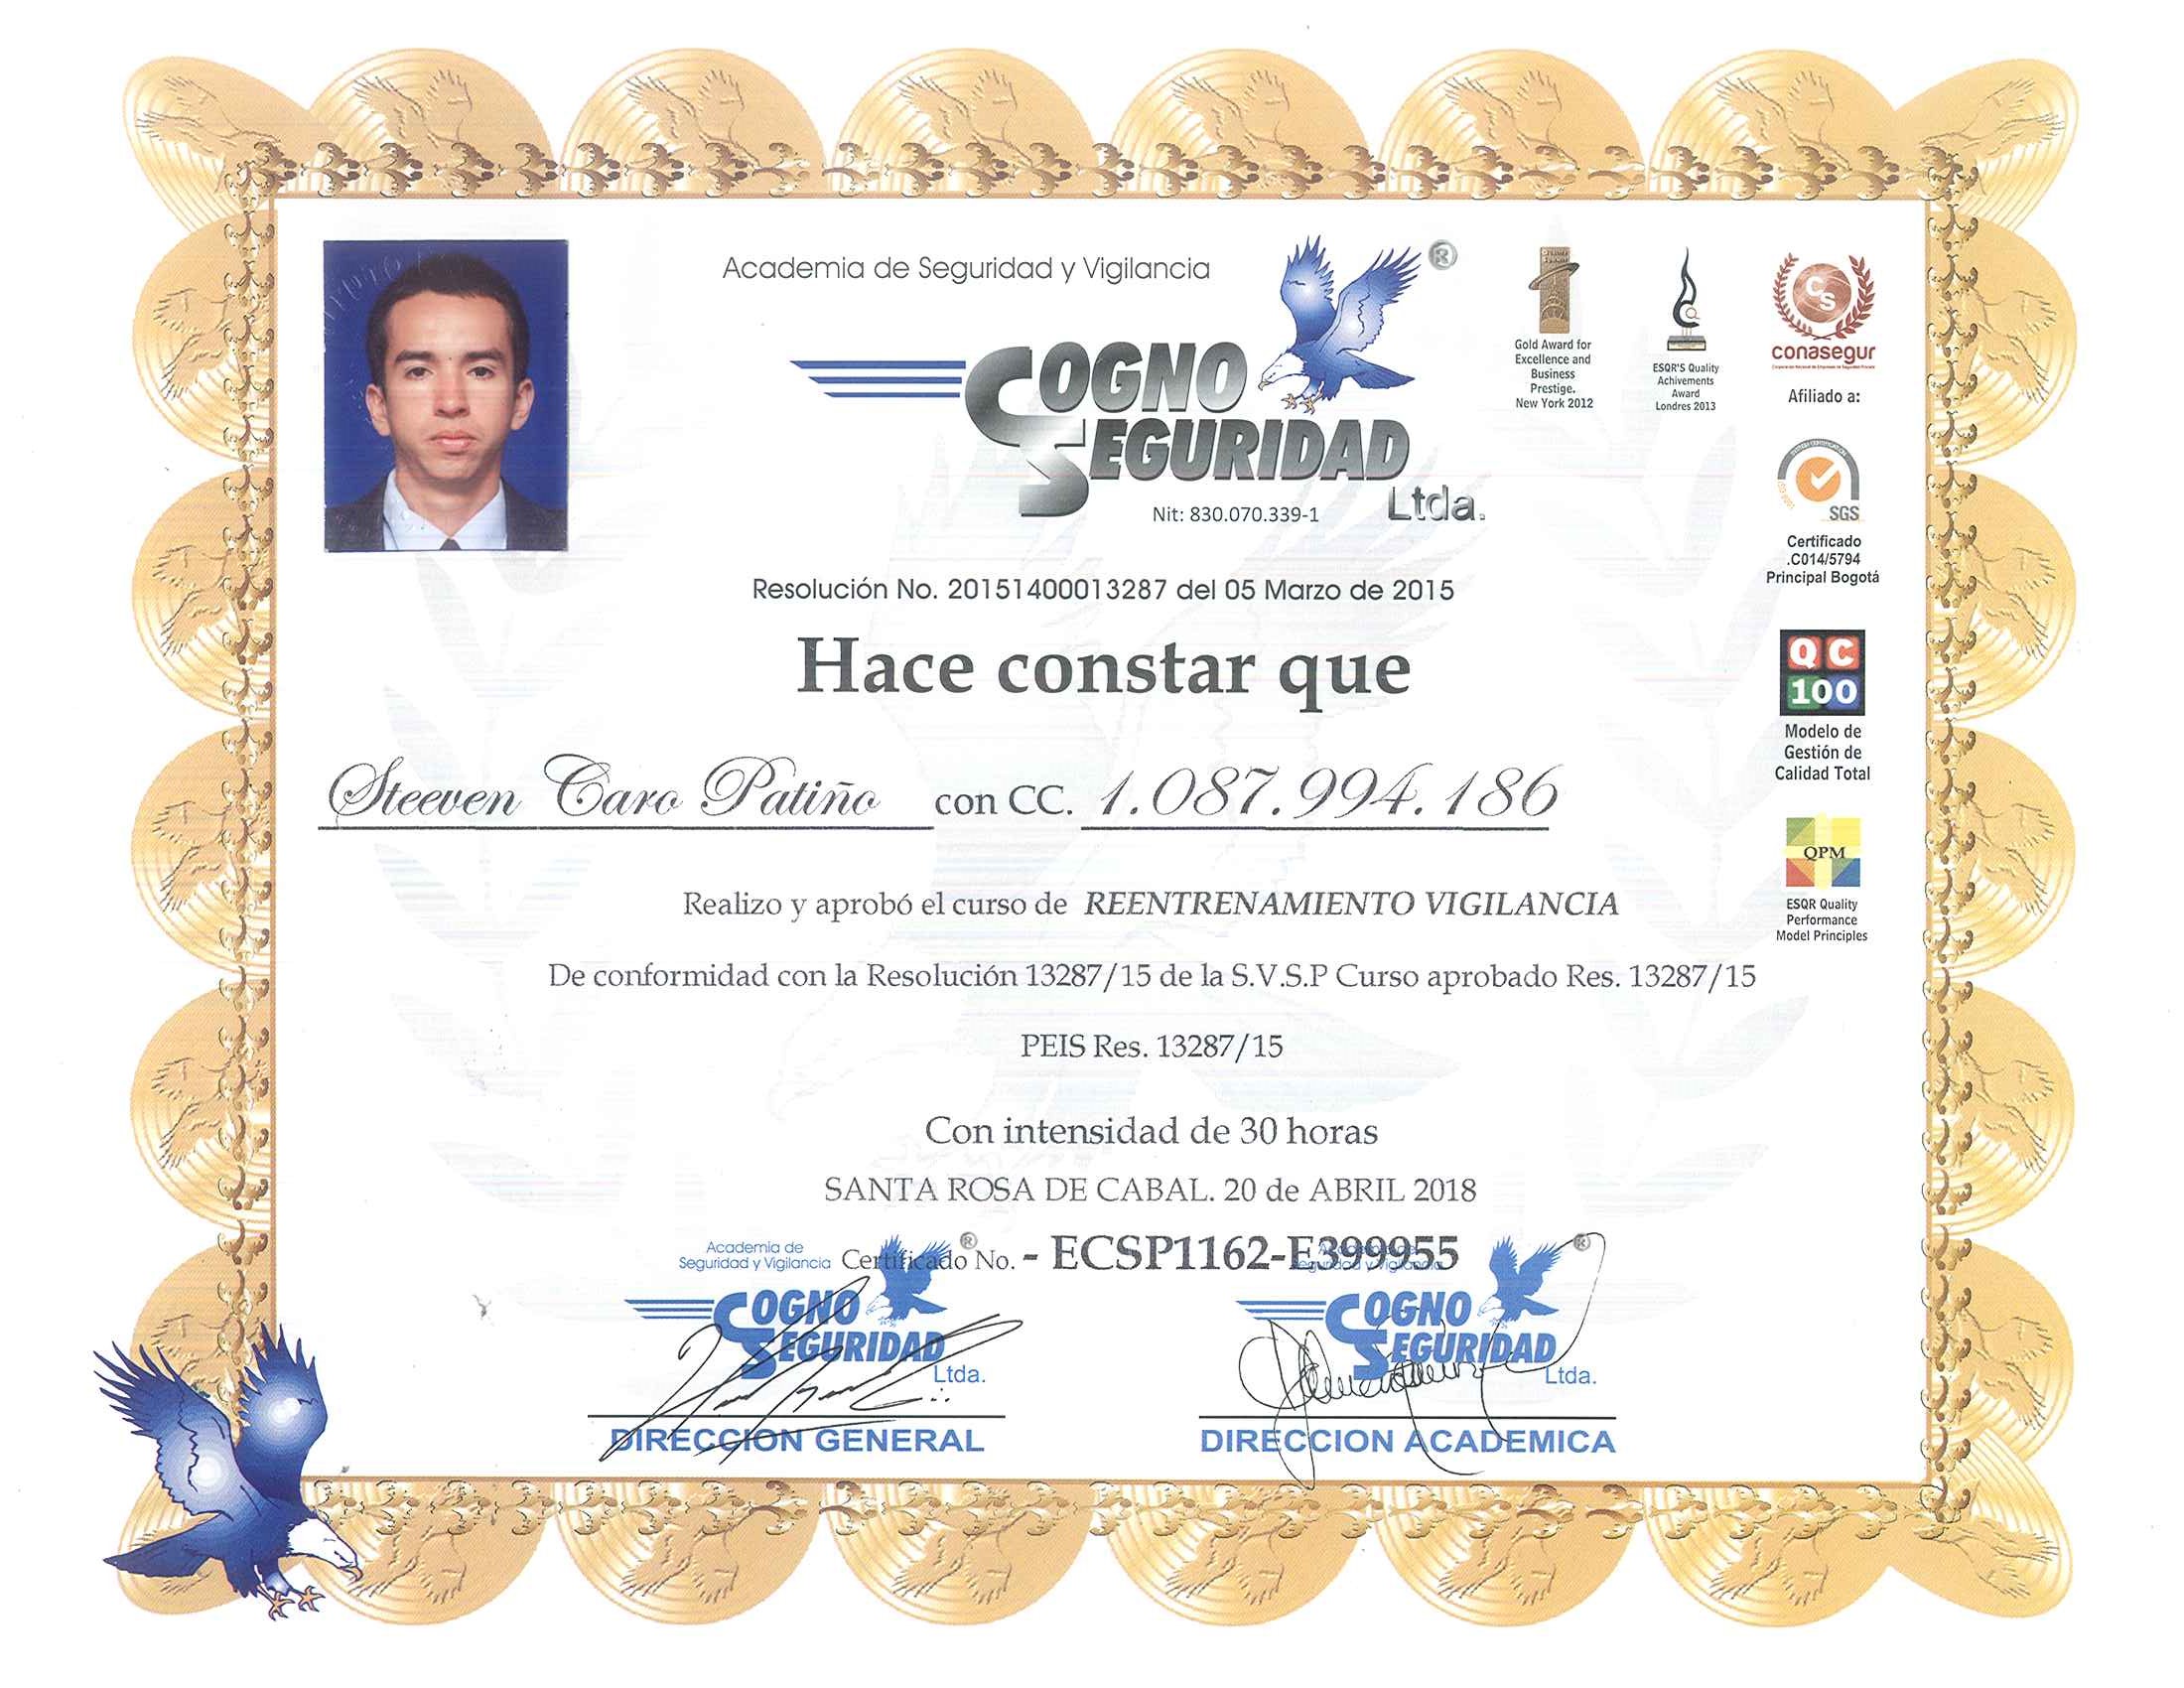 Academia de Seguridad y Vigilancia
®
COGNO
SEGURIDAD
Ltda.
Nit: 830.070.339-1
Gold Award for
Excellence and
Business
Prestige.
New York 2012
ESQR'S Quality
Achivements
Award
Londres 2013
CS
conasegur
Afiliado a:
SGS
Certificado
.C014/5794
Principal Bogotá
Resolución No. 20151400013287 del 05 Marzo de 2015
Hace constar que
QC
100
Modelo de
Gestión de
Calidad Total
Steeven Caro Patiño con CC. 1.087.994.186
QPM
ESQR Quality
Performance
Model Principles
Realizo y aprobó el curso de REENTRENAMIENTO VIGILANCIA
De conformidad con la Resolución 13287/15 de la S.V.S.P Curso aprobado Res. 13287/15
PEIS Res. 13287/15
Con intensidad de 30 horas
SANTA ROSA DE CABAL. 20 de ABRIL 2018
Certificado No. - ECSP1162-E399955
Academia de
Seguridad y Vigilancia
®
COGNO
SEGURIDAD
Ltda.
DIRECCION GENERAL
Academia de
Seguridad y Vigilancia
®
COGNO
SEGURIDAD
Ltda.
DIRECCION ACADEMICA